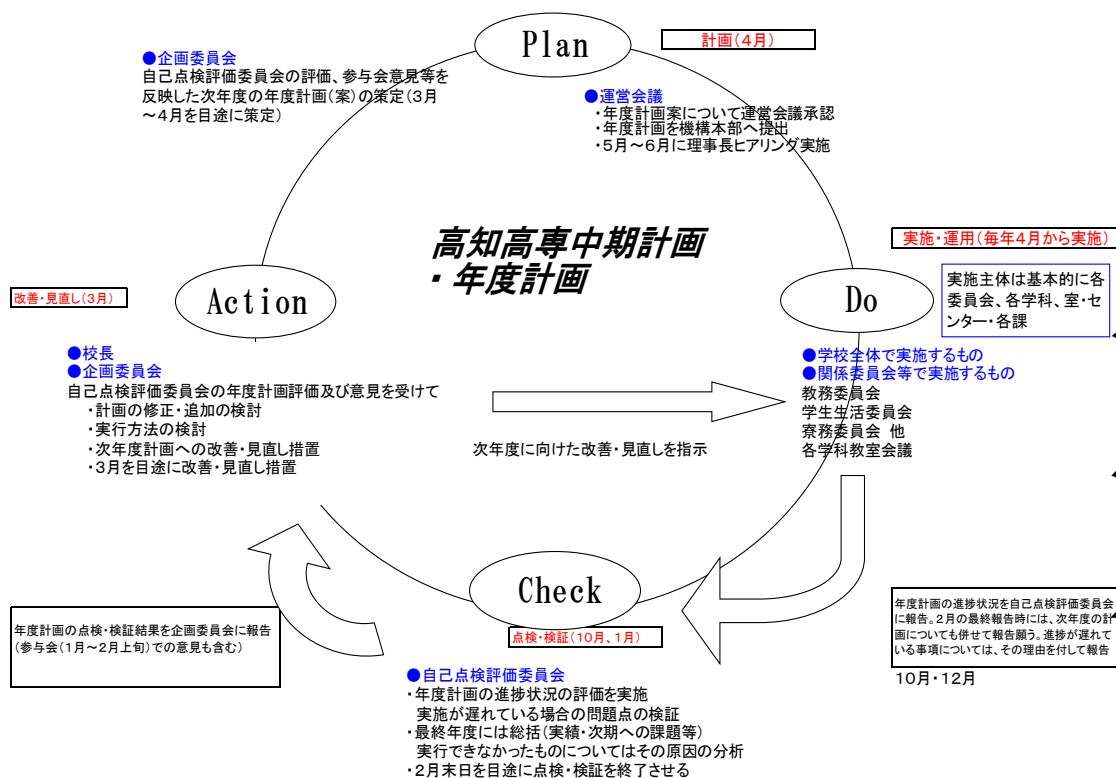 Plan
計画(4月)
●企画委員会
自己点検評価委員会の評価、参与会意見等を
反映した次年度の年度計画(案)の策定(3月
～4月を目途に策定)
●運営会議
・年度計画案について運営会議承認
・年度計画を機構本部へ提出
・5月～6月に理事長ヒアリング実施
高知高専中期計画
・年度計画
実施・運用(毎年4月から実施)
実施主体は基本的に各
委員会、各学科、室・セ
ンター・各課
Do
●学校全体で実施するもの
●関係委員会等で実施するもの
教務委員会
学生生活委員会
寮務委員会 他
各学科教室会議
改善・見直し(3月)
Action
●校長
●企画委員会
自己点検評価委員会の年度計画評価及び意見を受けて
・計画の修正・追加の検討
・実行方法の検討
・次年度計画への改善・見直し措置
・3月を目途に改善・見直し措置
次年度に向けた改善・見直しを指示
Check
点検・検証(10月、1月)
●自己点検評価委員会
・年度計画の進捗状況の評価を実施
実施が遅れている場合の問題点の検証
・最終年度には総括(実績・次期への課題等)
実行できなかったものについてはその原因の分析
・2月末日を目途に点検・検証を終了させる
年度計画の点検・検証結果を企画委員会に報告
(参与会(1月～2月上旬)での意見も含む)
年度計画の進捗状況を自己点検評価委員会
に報告。2月の最終報告時には、次年度の計
画についても併せて報告願う。進捗が遅れて
いる事項については、その理由を付して報告
10月・12月